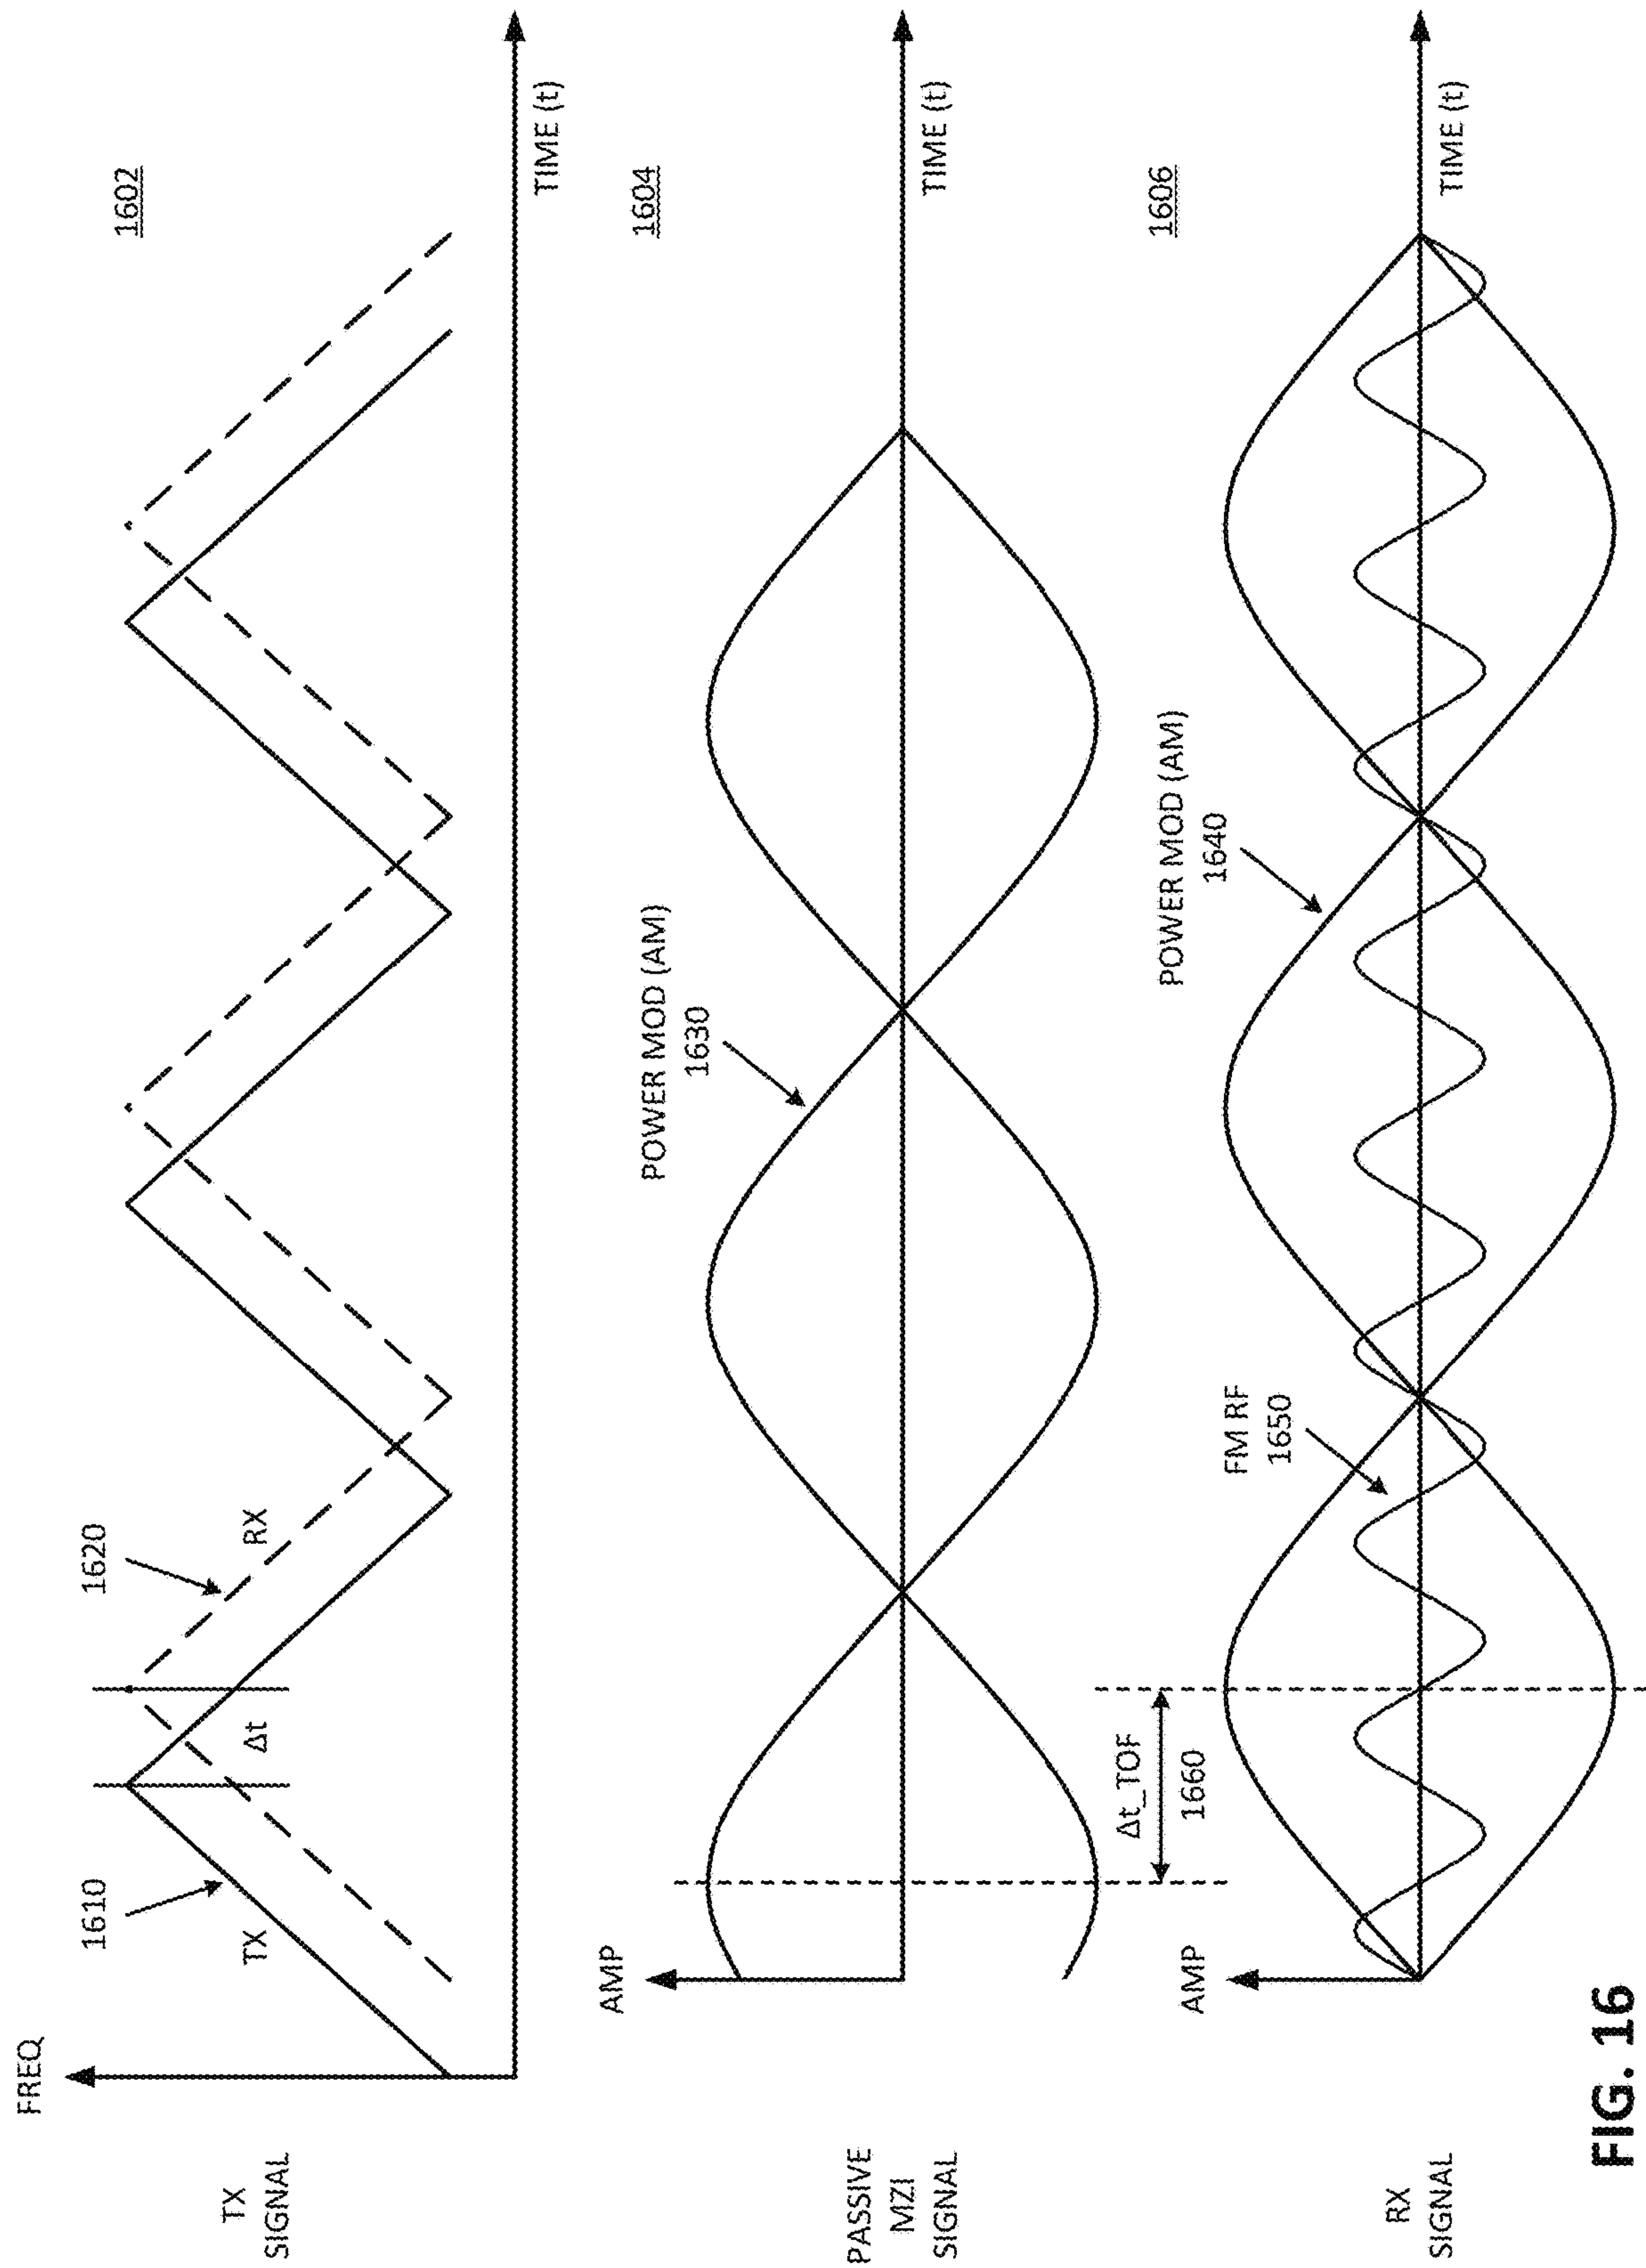 FREQ
1602
TX
SIGNAL
1610
TX
Δt
1620
RX
TIME (t)
1604
PASSIVE
MZI
SIGNAL
AMP
POWER MOD (AM)
1630
TIME (t)
1606
RX
SIGNAL
AMP
Δt_TOF
1660
FM RF
1650
POWER MOD (AM)
1640
TIME (t)
FIG. 16